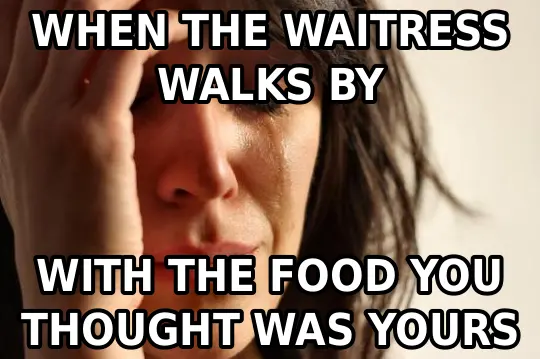 WHEN THE WAITRESS
WALKS BY
WITH THE FOOD YOU
THOUGHT WAS YOURS